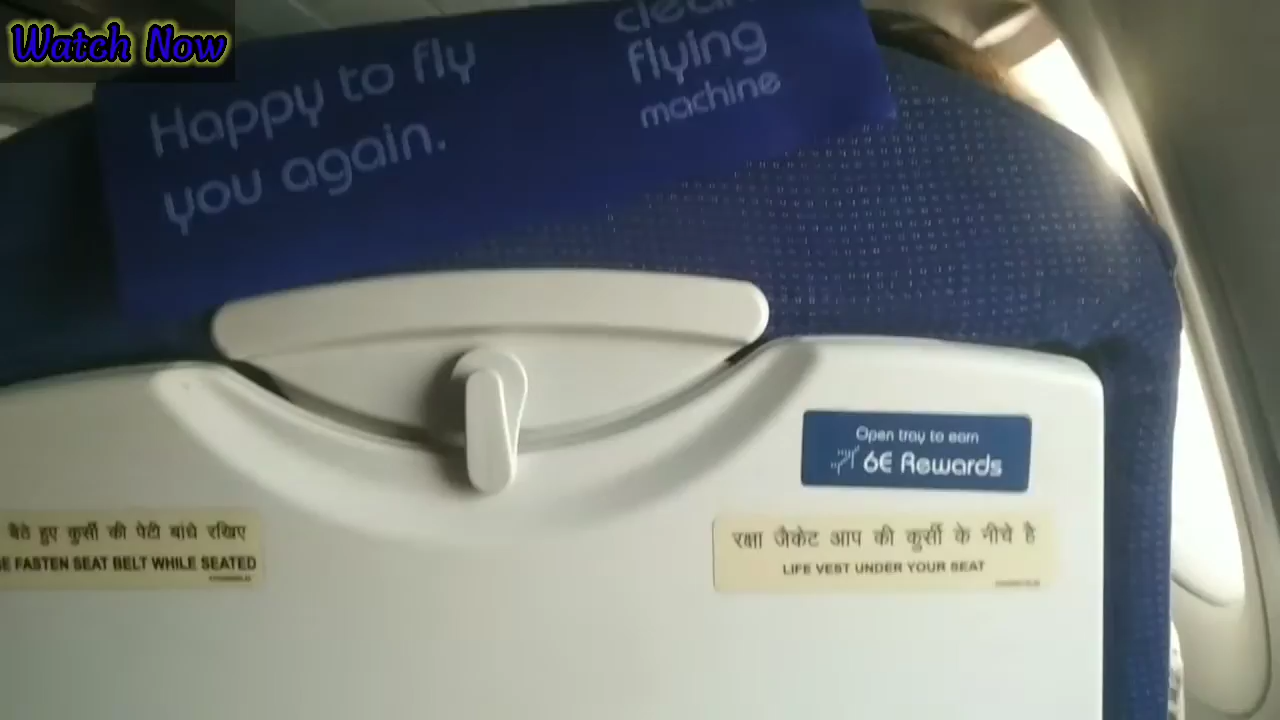 Watch Now
Happy to fly
you again.
clean
flying
machine
Open tray to earn
6E Rewards
बैठे हुए कुर्सी की पेटी बांधे रखिए
FASTEN SEAT BELT WHILE SEATED
रक्षा जैकेट आप की कुर्सी के नीचे है
LIFE VEST UNDER YOUR SEAT